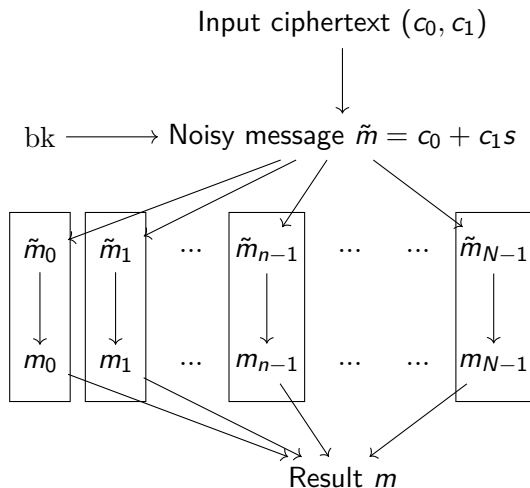 Input ciphertext (c₀, c₁)
bk Noisy message m̃ = c₀ + c₁s
m̃₀ m̃₁ ... m̃ₙ₋₁ ... ... m̃_{N−1}
m₀ m₁ ... mₙ₋₁ ... ... m_{N−1}
Result m